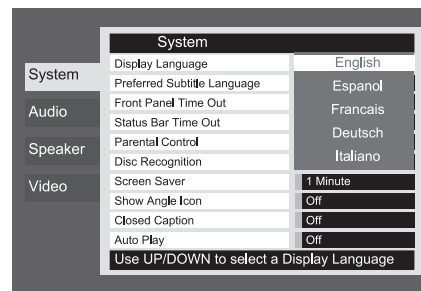 System
Audio
Speaker
Video
System
Display Language
English
Preferred Subtitle Language
Espanol
Front Panel Time Out
Francais
Status Bar Time Out
Deutsch
Parental Control
Italiano
Disc Recognition
Screen Saver
1 Minute
Show Angle Icon
Off
Closed Caption
Off
Auto Play
Off
Use UP/DOWN to select a Display Language